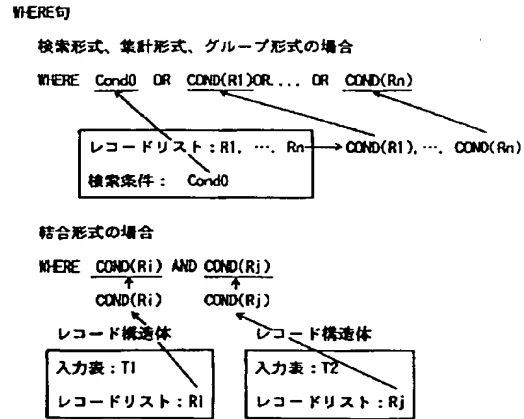 WHERE句
検索形式、集計形式、グループ形式の場合
WHERE Cond0 OR COND(R1)OR.... OR COND(Rn)
レコードリスト：R1, …, Rn COND(R1),…, COND(Rn)
検索条件： Cond0
結合形式の場合
WHERE COND(Ri) AND COND(Rj)
COND(Ri) COND(Rj)
レコード構造体 レコード構造体
入力表：T1 入力表：T2
レコードリスト：Ri レコードリスト：Rj